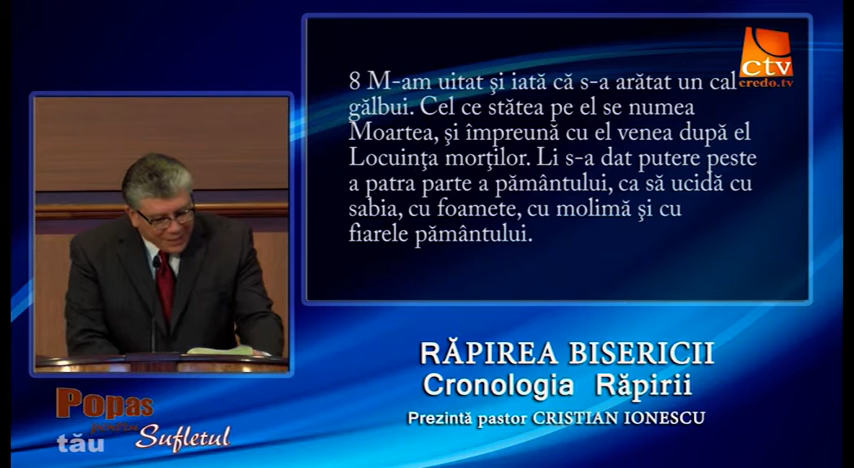 8 M-am uitat şi iată că s-a arătat un cal
gălbui. Cel ce stătea pe el se numea
Moartea, şi împreună cu el venea după el
Locuinţa morţilor. Li s-a dat putere peste
a patra parte a pământului, ca să ucidă cu
sabia, cu foamete, cu molimă şi cu
fiarele pământului.
ctv
credo.tv
RĂPIREA BISERICII
Cronologia Răpirii
Prezintă pastor CRISTIAN IONESCU
Popas
pentru
Sufletul
tău